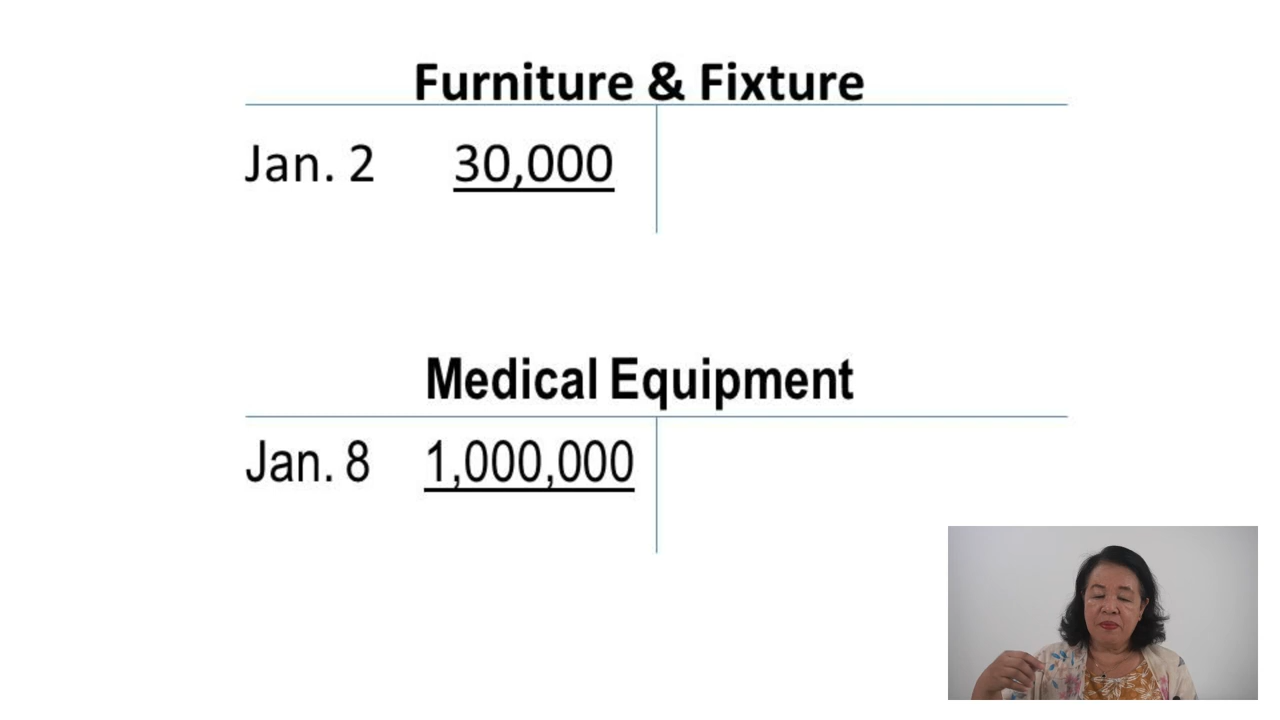 Furniture & Fixture
Jan. 2 30,000
Medical Equipment
Jan. 8 1,000,000